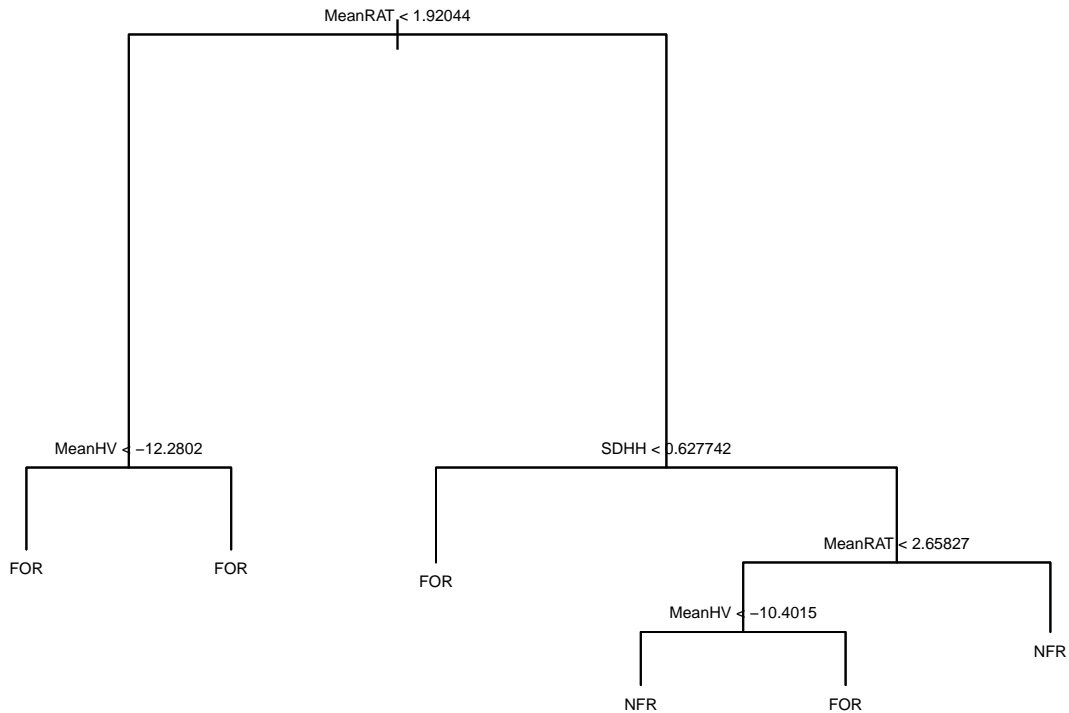 MeanRAT < 1.92044
MeanHV < −12.2802
SDHH < 0.627742
MeanRAT < 2.65827
FOR
FOR
FOR
MeanHV < −10.4015
NFR
NFR
FOR